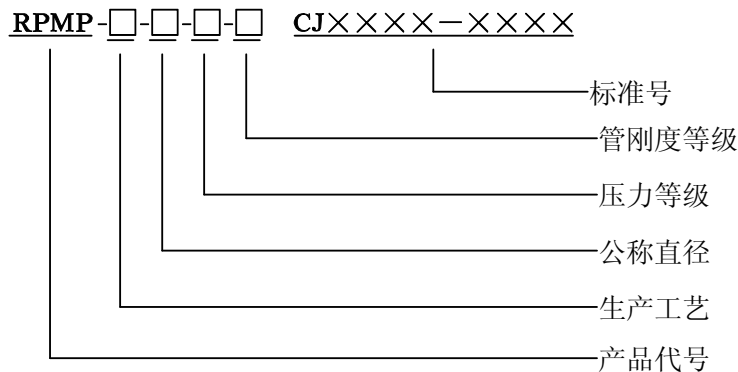 RPMP-□-□-□-□ CJ××××－××××
标准号
管刚度等级
压力等级
公称直径
生产工艺
产品代号